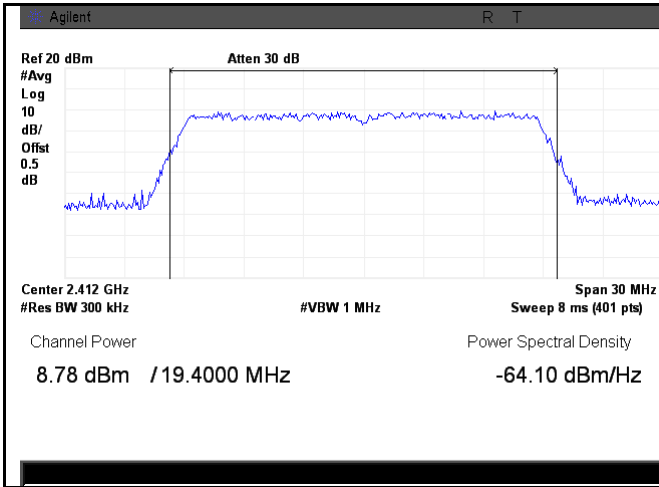 Agilent R T
Ref 20 dBm Atten 30 dB
#Avg
Log
10
dB/
Offst
0.5
dB
Center 2.412 GHz Span 30 MHz
#Res BW 300 kHz #VBW 1 MHz Sweep 8 ms (401 pts)
Channel Power Power Spectral Density
8.78 dBm / 19.4000 MHz -64.10 dBm/Hz